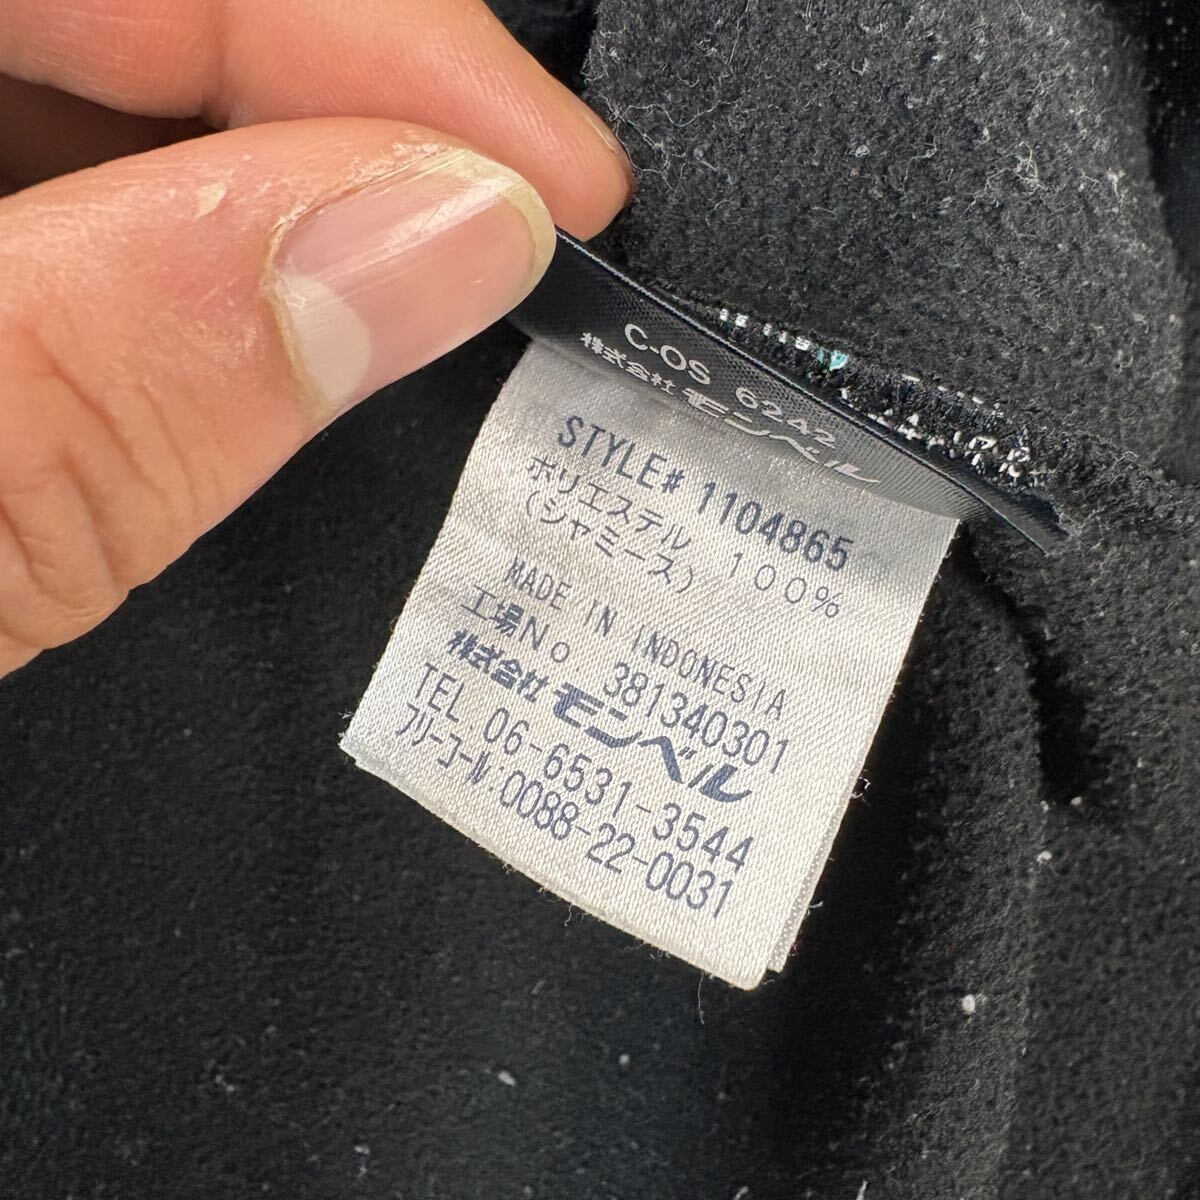 C-OS 6242
株式会社 モンベル
STYLE# 1104865
ポリエステル 100%
(シャミース)
MADE IN INDONESIA
工場No 381340301
株式会社 モンベル
TEL 06-6531-3544
フリーコール:0088-22-0031